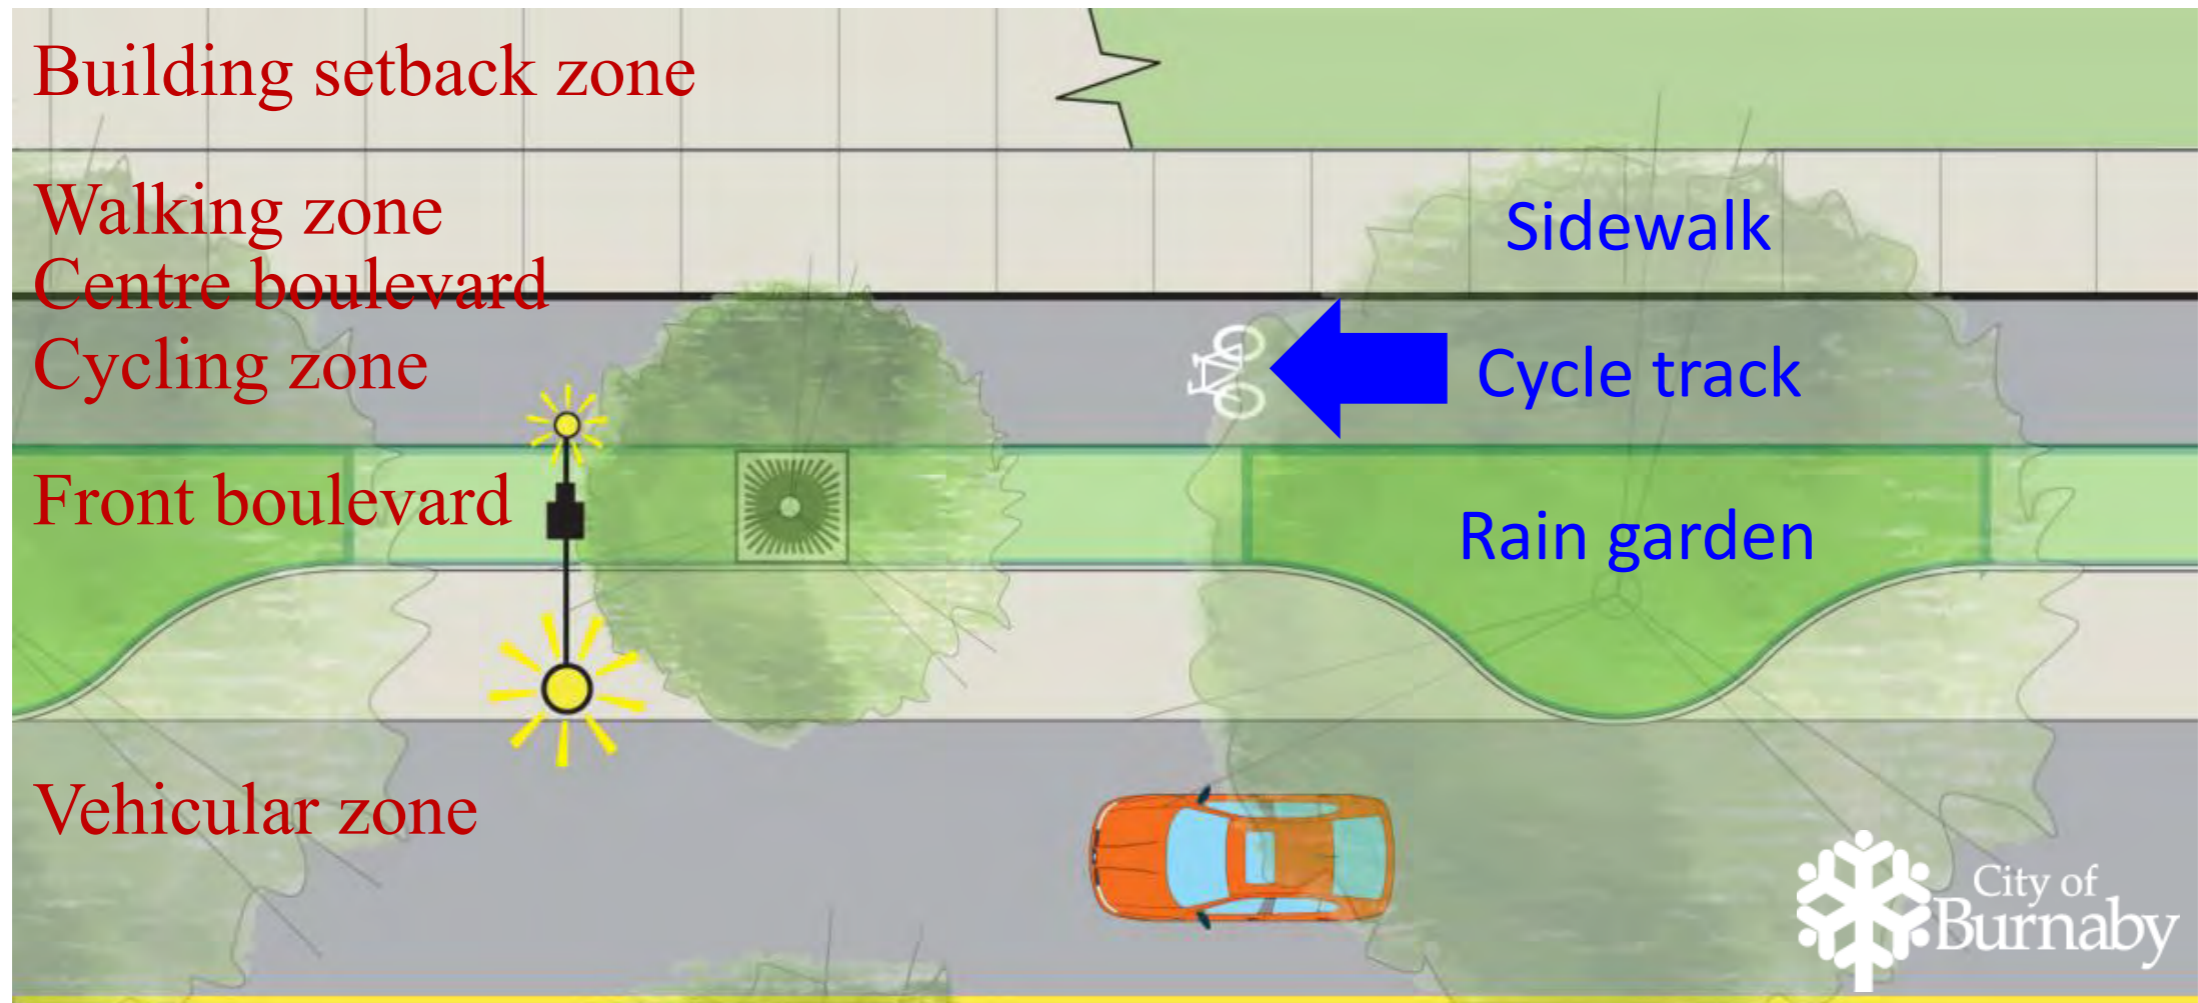 Building setback zone
Walking zone
Sidewalk
Centre boulevard
Cycling zone
Cycle track
Front boulevard
Rain garden
Vehicular zone
City of
Burnaby